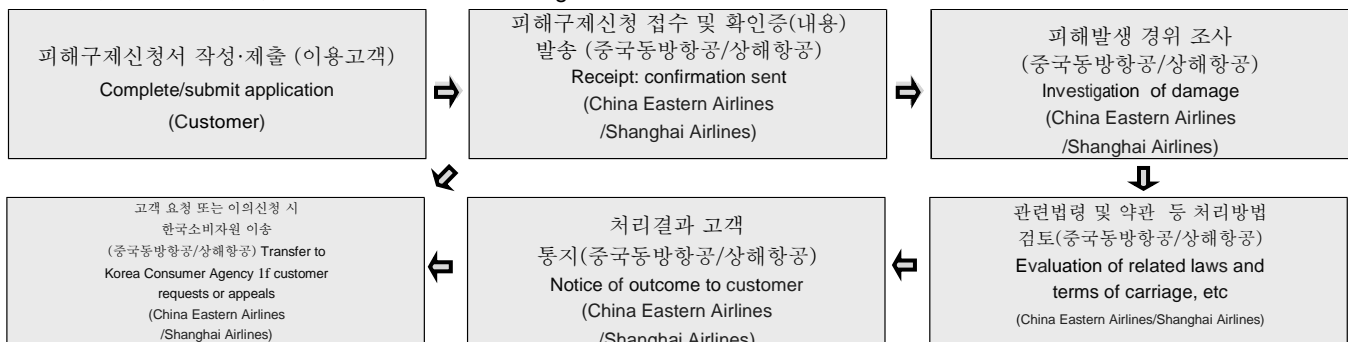 피해구제신청서 작성·제출 (이용고객)
Complete/submit application
(Customer)
피해구제신청 접수 및 확인증(내용)
발송 (중국동방항공/상해항공)
Receipt: confirmation sent
(China Eastern Airlines
/Shanghai Airlines)
피해발생 경위 조사
(중국동방항공/상해항공)
Investigation of damage
(China Eastern Airlines
/Shanghai Airlines)
관련법령 및 약관 등 처리방법
검토(중국동방항공/상해항공)
Evaluation of related laws and
terms of carriage, etc
(China Eastern Airlines/Shanghai Airlines)
처리결과 고객
통지(중국동방항공/상해항공)
Notice of outcome to customer
(China Eastern Airlines
/Shanghai Airlines)
고객 요청 또는 이의신청 시
한국소비자원 이송
(중국동방항공/상해항공) Transfer to
Korea Consumer Agency 1f customer
requests or appeals
(China Eastern Airlines
/Shanghai Airlines)